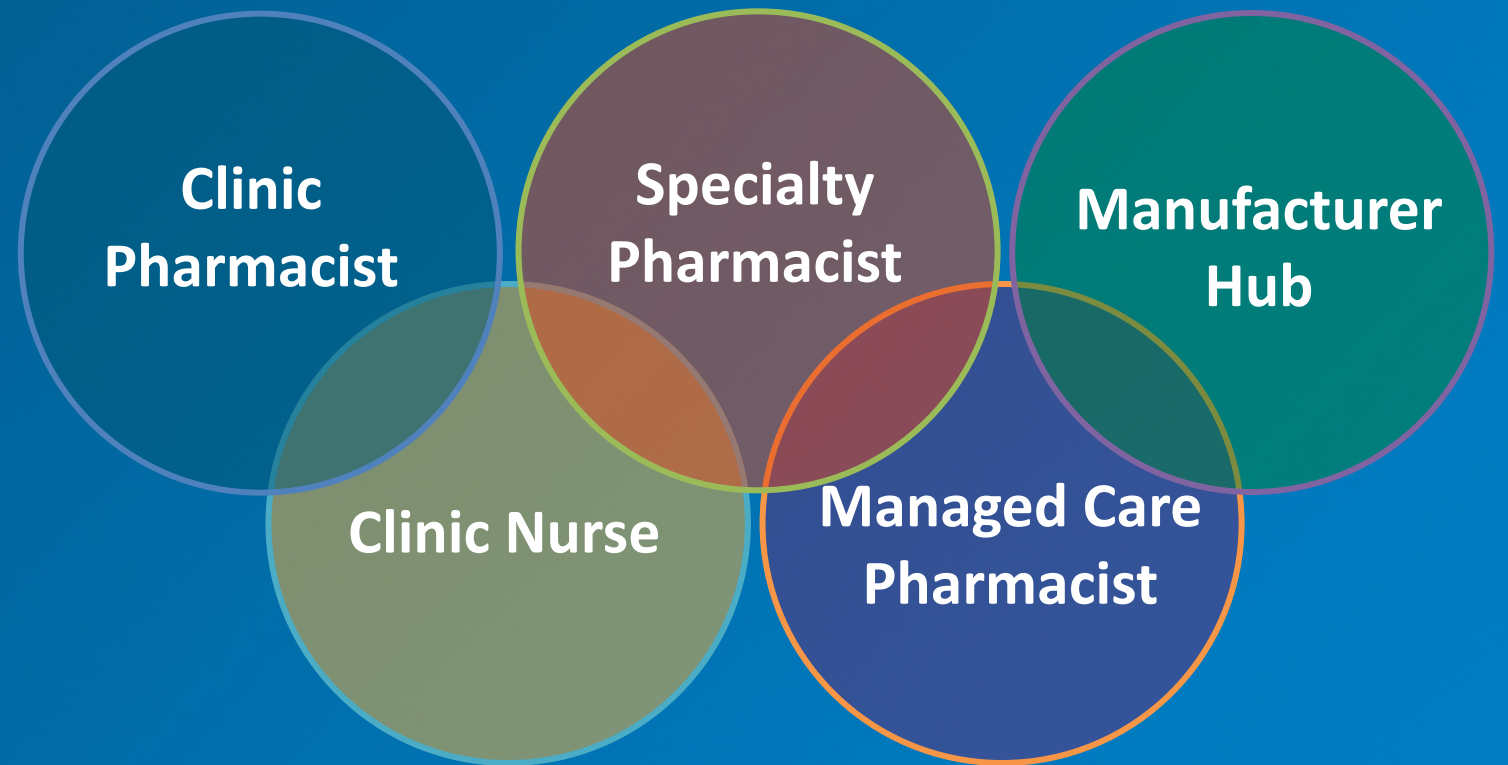 Clinic
Pharmacist
Specialty
Pharmacist
Manufacturer
Hub
Clinic Nurse
Managed Care
Pharmacist